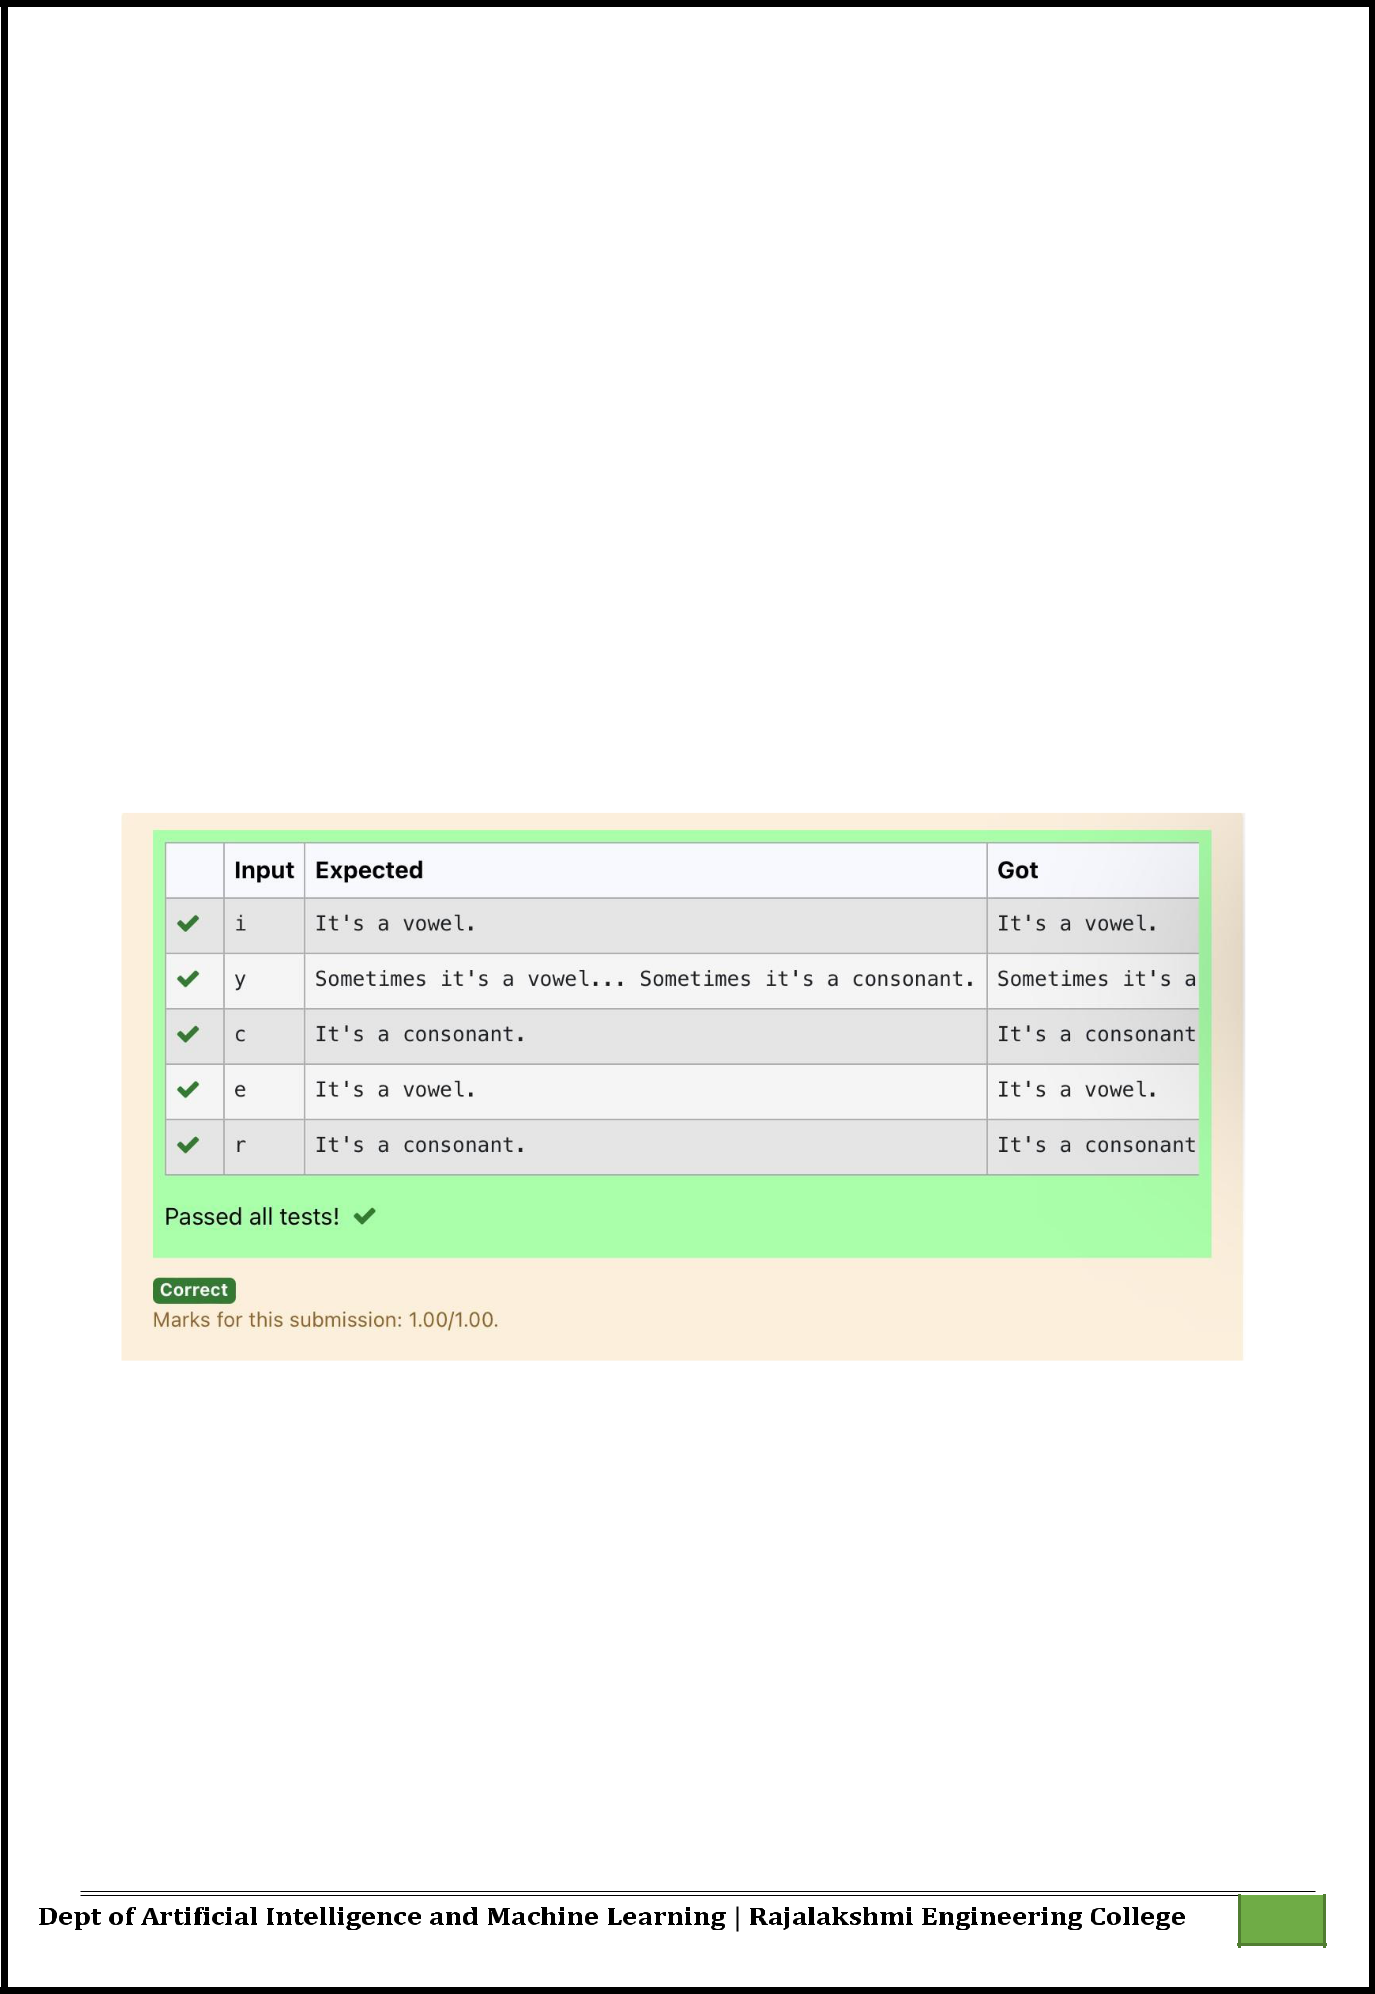 Input Expected Got
i It's a vowel. It's a vowel.
y Sometimes it's a vowel... Sometimes it's a consonant. Sometimes it's a
c It's a consonant. It's a consonant
e It's a vowel. It's a vowel.
r It's a consonant. It's a consonant
Passed all tests!
Correct
Marks for this submission: 1.00/1.00.
Dept of Artificial Intelligence and Machine Learning | Rajalakshmi Engineering College